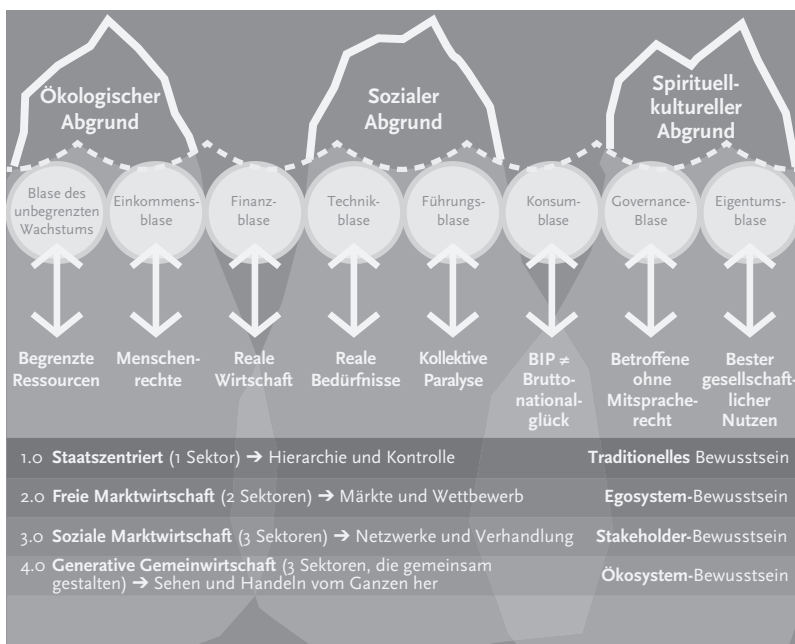 Ökologischer
Abgrund
Sozialer
Abgrund
Spirituell-
kultureller
Abgrund
Blase des
unbegrenzten
Wachstums
Einkommens-
blase
Finanz-
blase
Technik-
blase
Führungs-
blase
Konsum-
blase
Governance-
Blase
Eigentums-
blase
Begrenzte
Ressourcen
Menschen-
rechte
Reale
Wirtschaft
Reale
Bedürfnisse
Kollektive
Paralyse
BIP ≠
Brutto-
national-
glück
Betroffene
ohne
Mitsprache-
recht
Bester
gesellschaft-
licher
Nutzen
1.0 Staatszentriert (1 Sektor) ➔ Hierarchie und Kontrolle
Traditionelles Bewusstsein
2.0 Freie Marktwirtschaft (2 Sektoren) ➔ Märkte und Wettbewerb
Egosystem-Bewusstsein
3.0 Soziale Marktwirtschaft (3 Sektoren) ➔ Netzwerke und Verhandlung
Stakeholder-Bewusstsein
4.0 Generative Gemeinwirtschaft (3 Sektoren, die gemeinsam
gestalten) ➔ Sehen und Handeln vom Ganzen her
Ökosystem-Bewusstsein